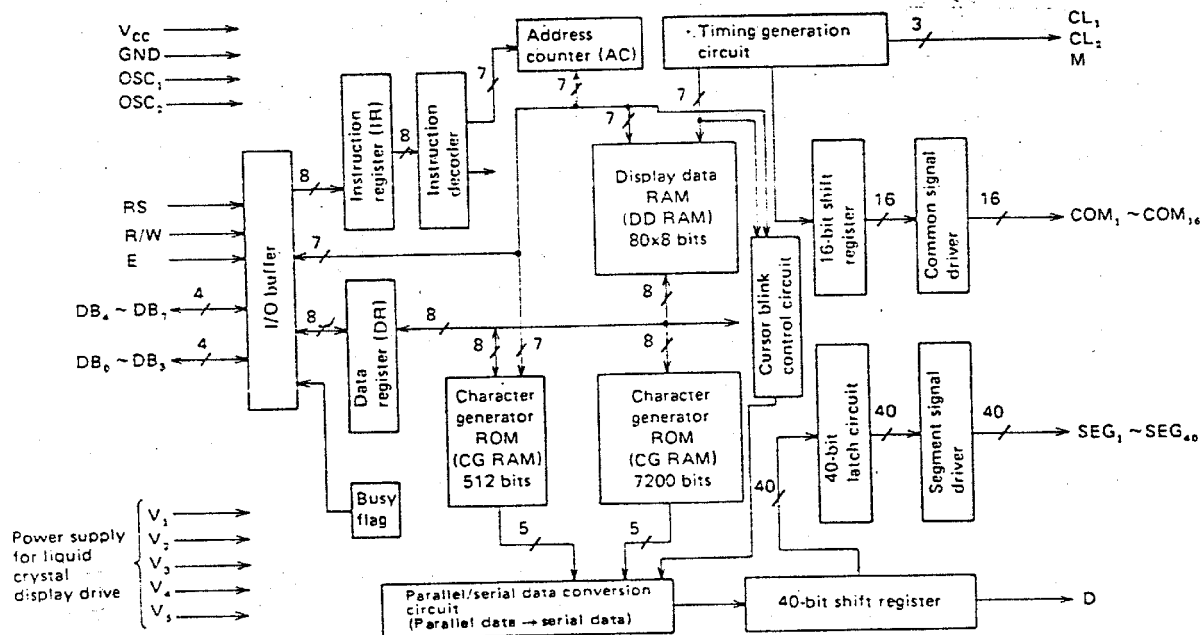 V_CC
GND
OSC₁
OSC₂
RS
R/W
E
DB₄ ~ DB₇
4
DB₀ ~ DB₃
4
Power supply
for liquid
crystal
display drive
V₁
V₂
V₃
V₄
V₅
I/O buffer
8
7
8
Instruction
register (IR)
8
Instruction
decoder
7
Address
counter (AC)
7
Timing generation
circuit
3
CL₁
CL₂
M
7
7
Display data
RAM
(DD RAM)
80x8 bits
8
8
Data
register (DR)
8
8
7
Character
generator
ROM
(CG RAM)
512 bits
Character
generator
ROM
(CG RAM)
7200 bits
Cursor blink
control circuit
16-bit shift
register
16
Common signal
driver
16
COM₁ ~ COM₁₆
40-bit
latch circuit
40
Segment signal
driver
40
SEG₁ ~ SEG₄₀
40
Busy
flag
5
5
Parallel/serial data conversion
circuit
(Parallel data → serial data)
40-bit shift register
D